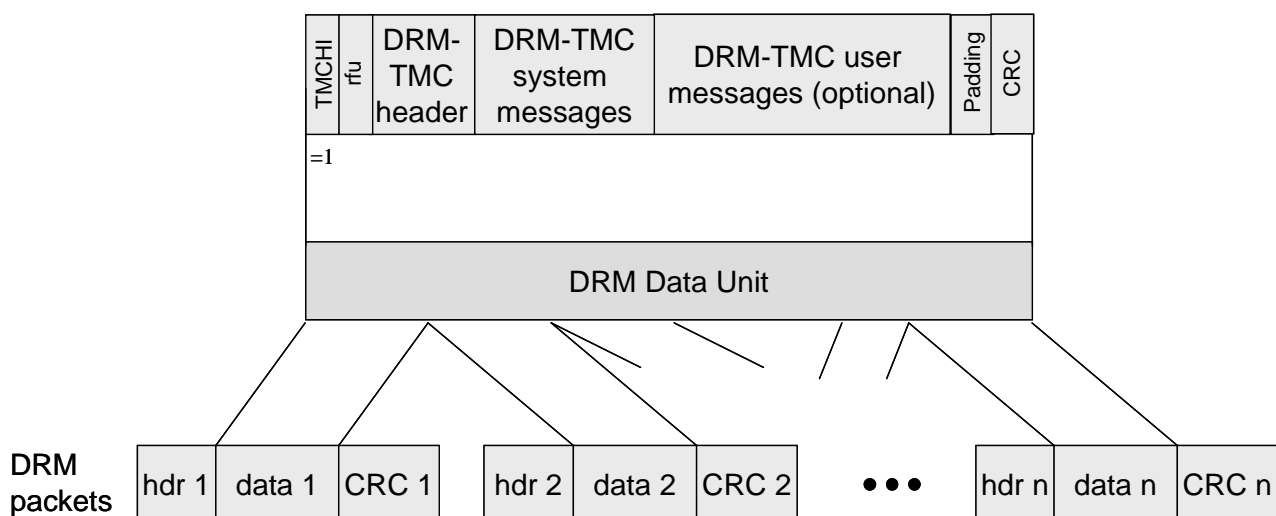 TMCHI
rfu
DRM-
TMC
header
DRM-TMC
system
messages
DRM-TMC user
messages (optional)
Padding
CRC
=1
DRM Data Unit
DRM
packets
hdr 1
data 1
CRC 1
hdr 2
data 2
CRC 2
•••
hdr n
data n
CRC n